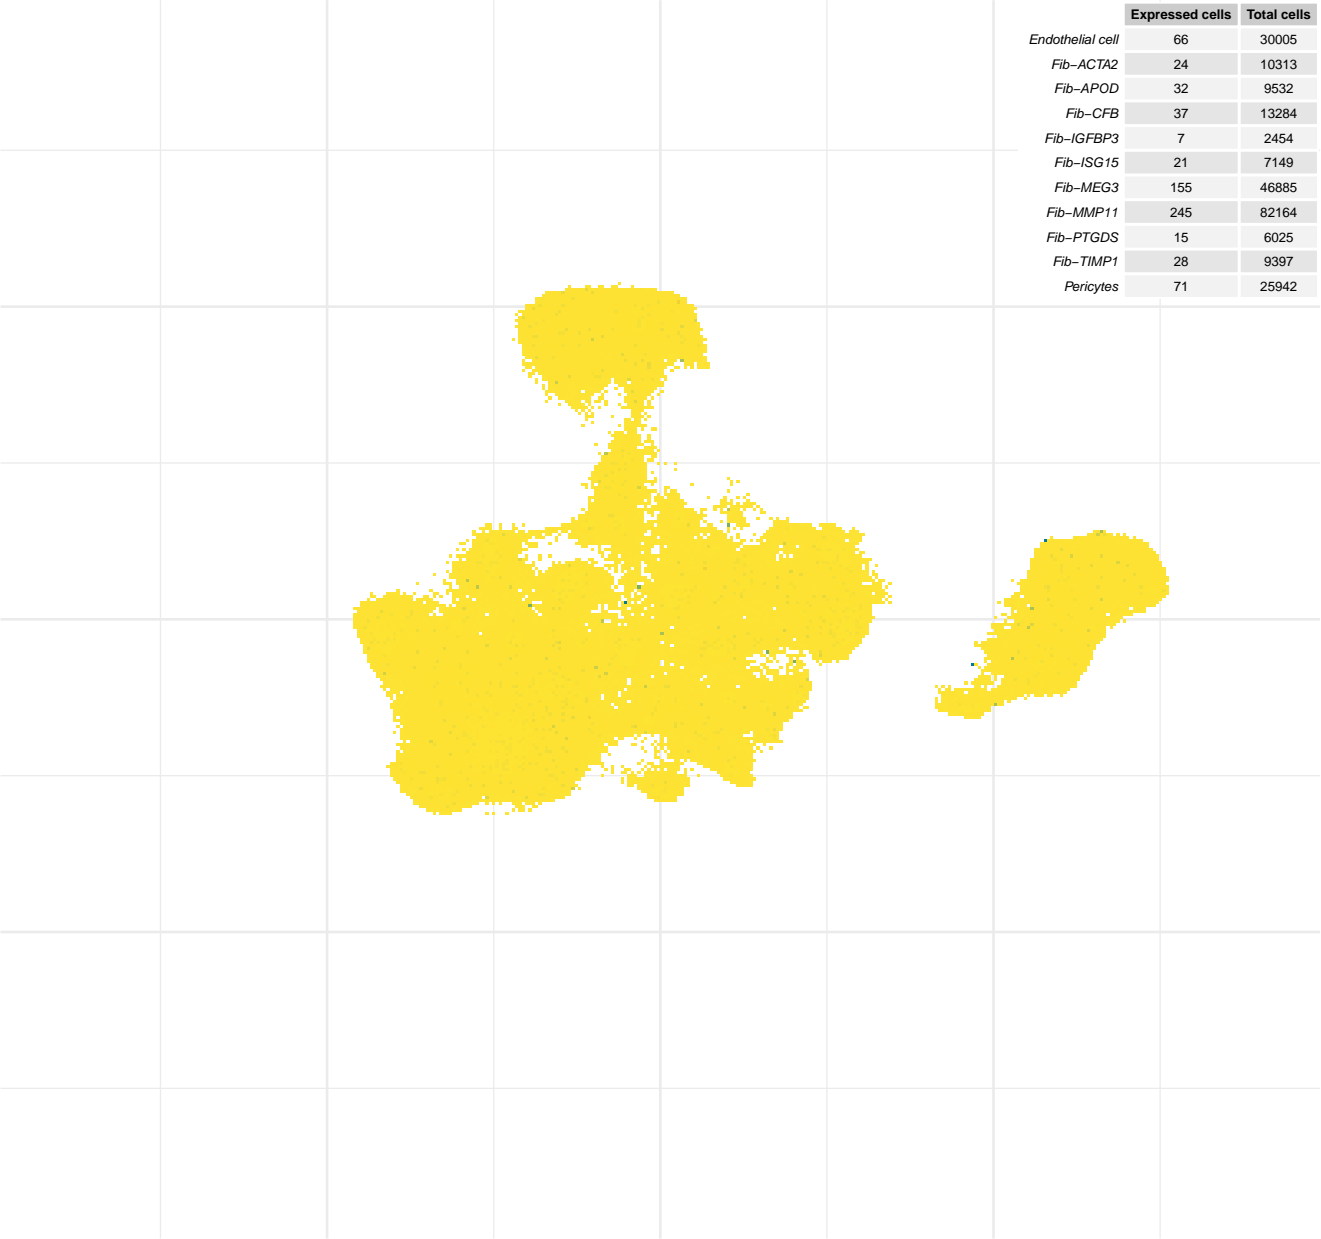 Expressed cells Total cells
Endothelial cell 66 30005
Fib−ACTA2 24 10313
Fib−APOD 32 9532
Fib−CFB 37 13284
Fib−IGFBP3 7 2454
Fib−ISG15 21 7149
Fib−MEG3 155 46885
Fib−MMP11 245 82164
Fib−PTGDS 15 6025
Fib−TIMP1 28 9397
Pericytes 71 25942